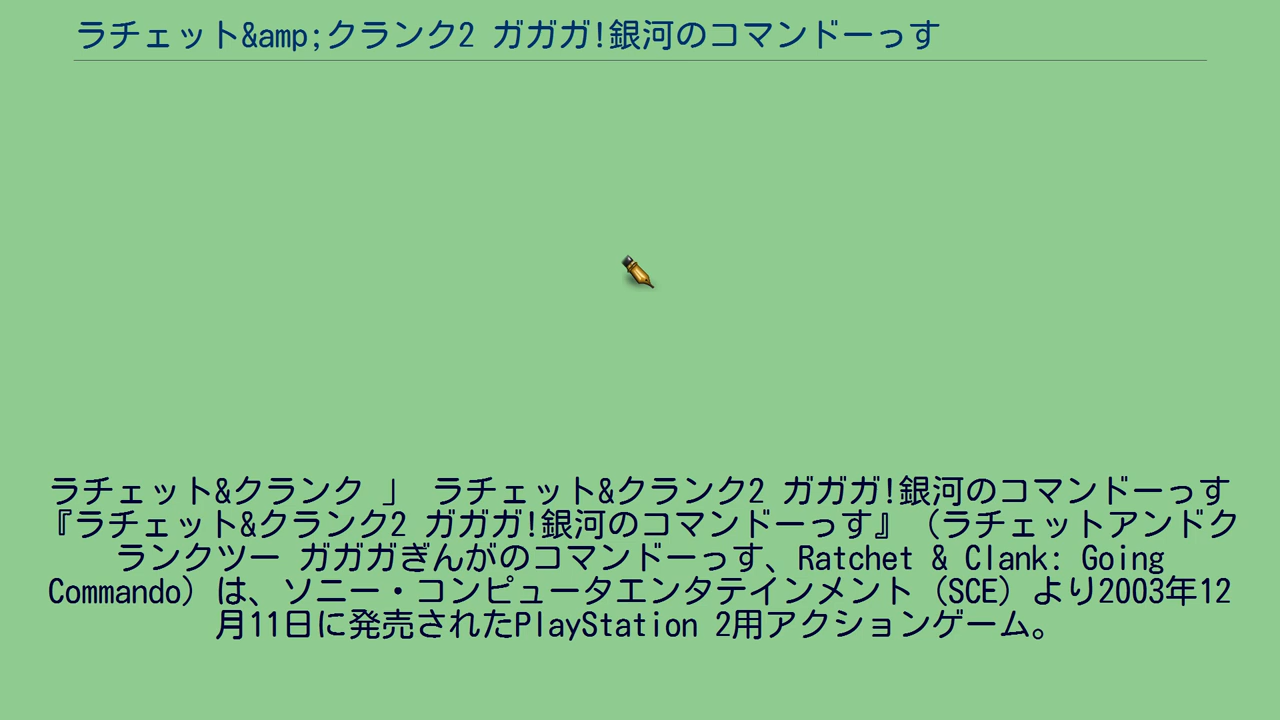 ラチェット&amp;クランク2 ガガガ!銀河のコマンドーっす
ラチェット&クランク 」 ラチェット&クランク2 ガガガ!銀河のコマンドーっす
『ラチェット&クランク2 ガガガ!銀河のコマンドーっす』（ラチェットアンドク
ランクツー ガガガぎんがのコマンドーっす、Ratchet & Clank: Going
Commando）は、ソニー・コンピュータエンタテインメント（SCE）より2003年12
月11日に発売されたPlayStation 2用アクションゲーム。